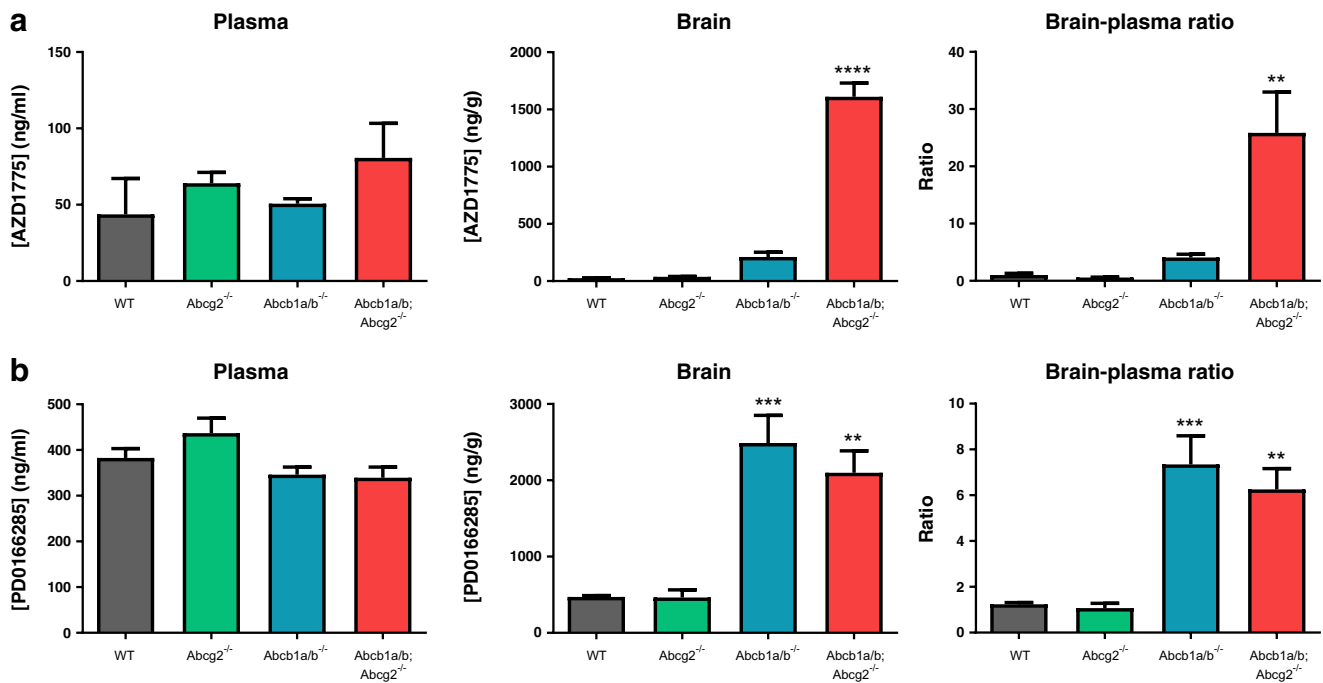 a
Plasma
[AZD1775] (ng/ml)
150
100
50
0
WT
Abcg2-/-
Abcb1a/b-/-
Abcb1a/b;
Abcg2-/-
Brain
[AZD1775] (ng/g)
2000
1500
1000
500
0
****
WT
Abcg2-/-
Abcb1a/b-/-
Abcb1a/b;
Abcg2-/-
Brain-plasma ratio
Ratio
40
30
20
10
0
**
WT
Abcg2-/-
Abcb1a/b-/-
Abcb1a/b;
Abcg2-/-
b
Plasma
[PD0166285] (ng/ml)
500
400
300
200
100
0
WT
Abcg2-/-
Abcb1a/b-/-
Abcb1a/b;
Abcg2-/-
Brain
[PD0166285] (ng/g)
3000
2000
1000
0
***
**
WT
Abcg2-/-
Abcb1a/b-/-
Abcb1a/b;
Abcg2-/-
Brain-plasma ratio
Ratio
10
8
6
4
2
0
***
**
WT
Abcg2-/-
Abcb1a/b-/-
Abcb1a/b;
Abcg2-/-